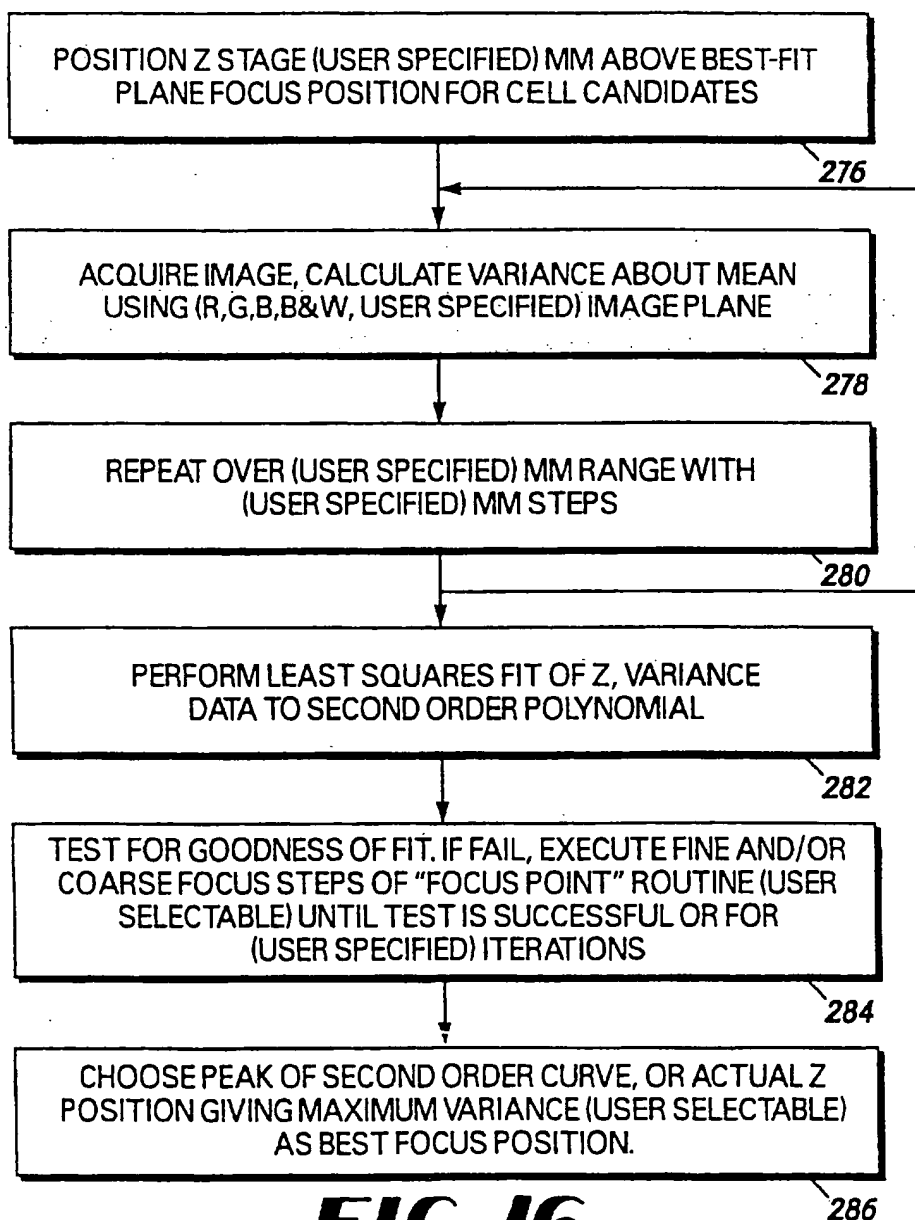 POSITION Z STAGE (USER SPECIFIED) MM ABOVE BEST-FIT
PLANE FOCUS POSITION FOR CELL CANDIDATES
276
ACQUIRE IMAGE, CALCULATE VARIANCE ABOUT MEAN
USING (R,G,B,B&W, USER SPECIFIED) IMAGE PLANE
278
REPEAT OVER (USER SPECIFIED) MM RANGE WITH
(USER SPECIFIED) MM STEPS
280
PERFORM LEAST SQUARES FIT OF Z, VARIANCE
DATA TO SECOND ORDER POLYNOMIAL
282
TEST FOR GOODNESS OF FIT. IF FAIL, EXECUTE FINE AND/OR
COARSE FOCUS STEPS OF "FOCUS POINT" ROUTINE (USER
SELECTABLE) UNTIL TEST IS SUCCESSFUL OR FOR
(USER SPECIFIED) ITERATIONS
284
CHOOSE PEAK OF SECOND ORDER CURVE, OR ACTUAL Z
POSITION GIVING MAXIMUM VARIANCE (USER SELECTABLE)
AS BEST FOCUS POSITION.
286
FIG. 16